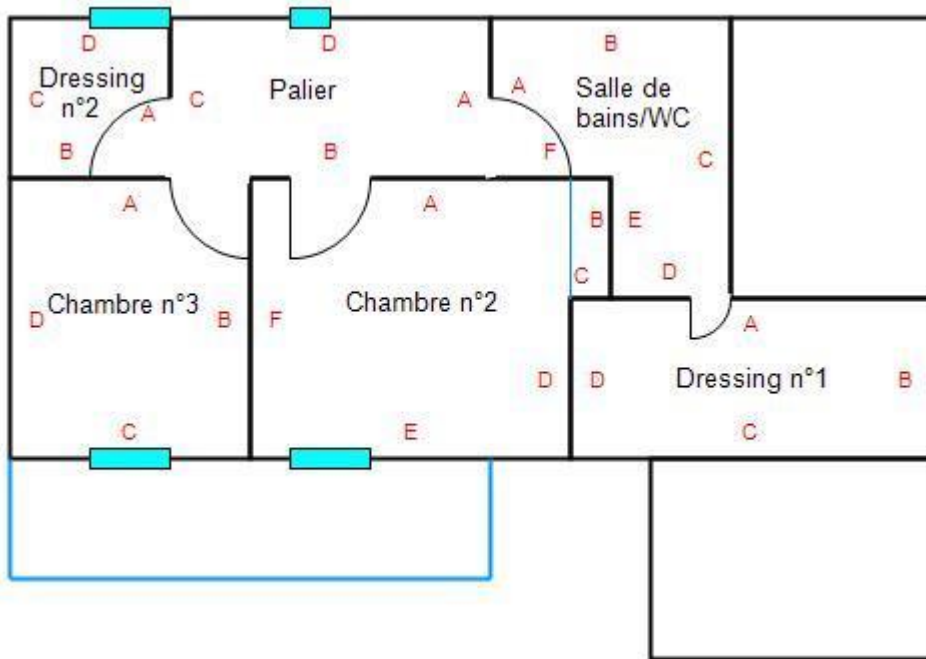 D
D
B
Dressing
n°2
C
A
C
Palier
A
A
Salle de
bains/WC
B
B
F
C
A
A
B
E
C
D
Chambre n°3
D
B
F
Chambre n°2
A
D
D
Dressing n°1
B
C
E
C